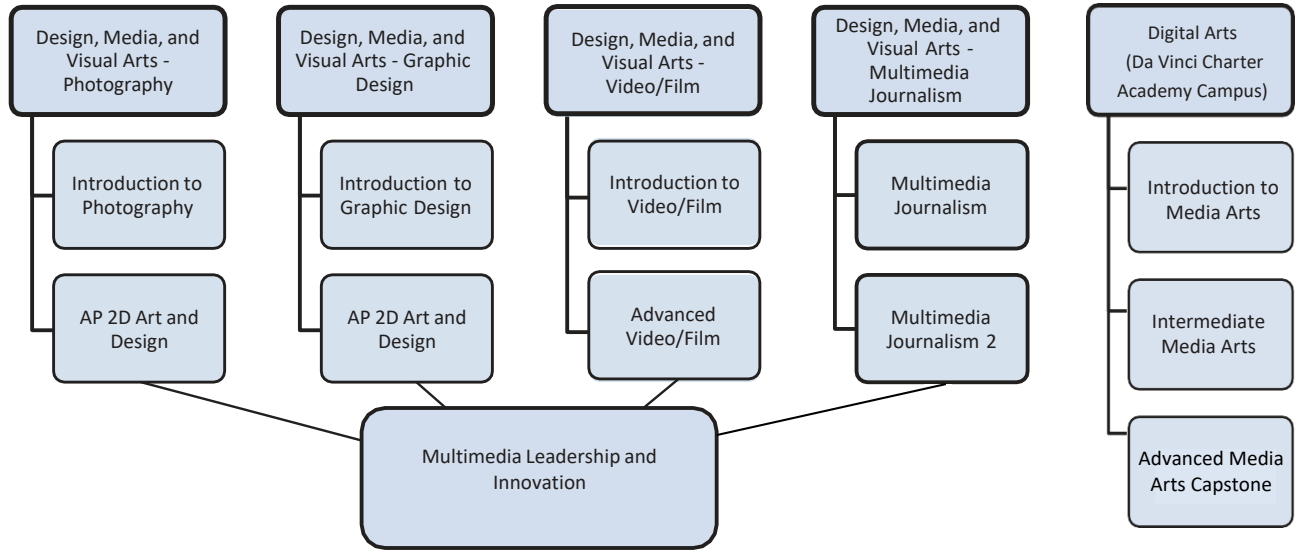 Design, Media, and
Visual Arts -
Photography
Introduction to
Photography
AP 2D Art and
Design
Design, Media, and
Visual Arts - Graphic
Design
Introduction to
Graphic Design
AP 2D Art and
Design
Design, Media, and
Visual Arts -
Video/Film
Introduction to
Video/Film
Advanced
Video/Film
Design, Media, and
Visual Arts -
Multimedia
Journalism
Multimedia
Journalism
Multimedia
Journalism 2
Multimedia Leadership and
Innovation
Digital Arts
(Da Vinci Charter
Academy Campus)
Introduction to
Media Arts
Intermediate
Media Arts
Advanced Media
Arts Capstone